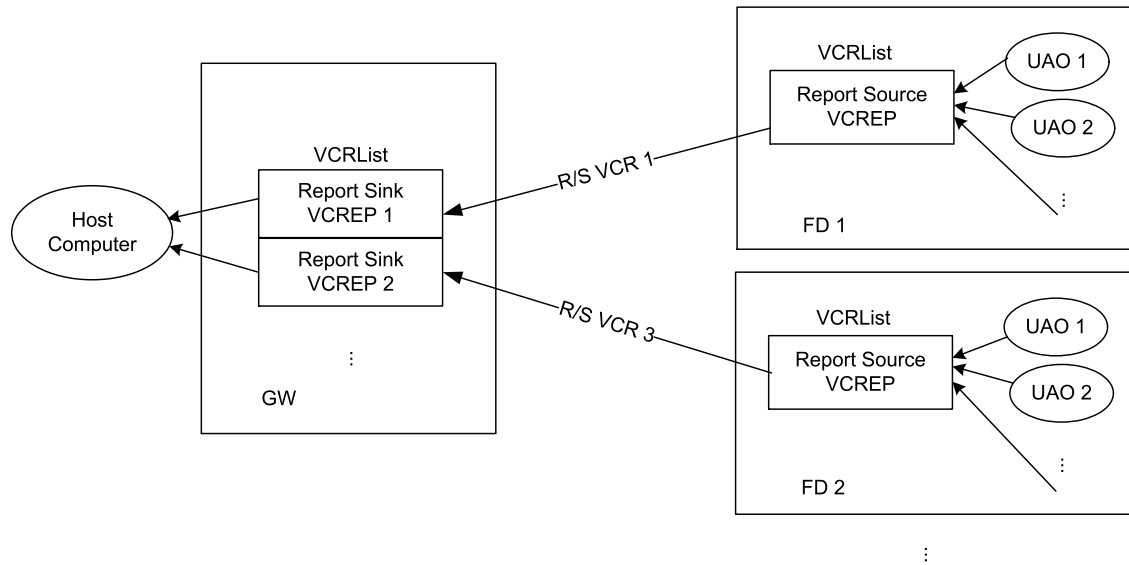 VCRList
Report Source
VCREP
UAO 1
UAO 2
...
FD 1
R/S VCR 1
VCRList
Report Sink
VCREP 1
Report Sink
VCREP 2
...
GW
Host
Computer
R/S VCR 3
VCRList
Report Source
VCREP
UAO 1
UAO 2
...
FD 2
...